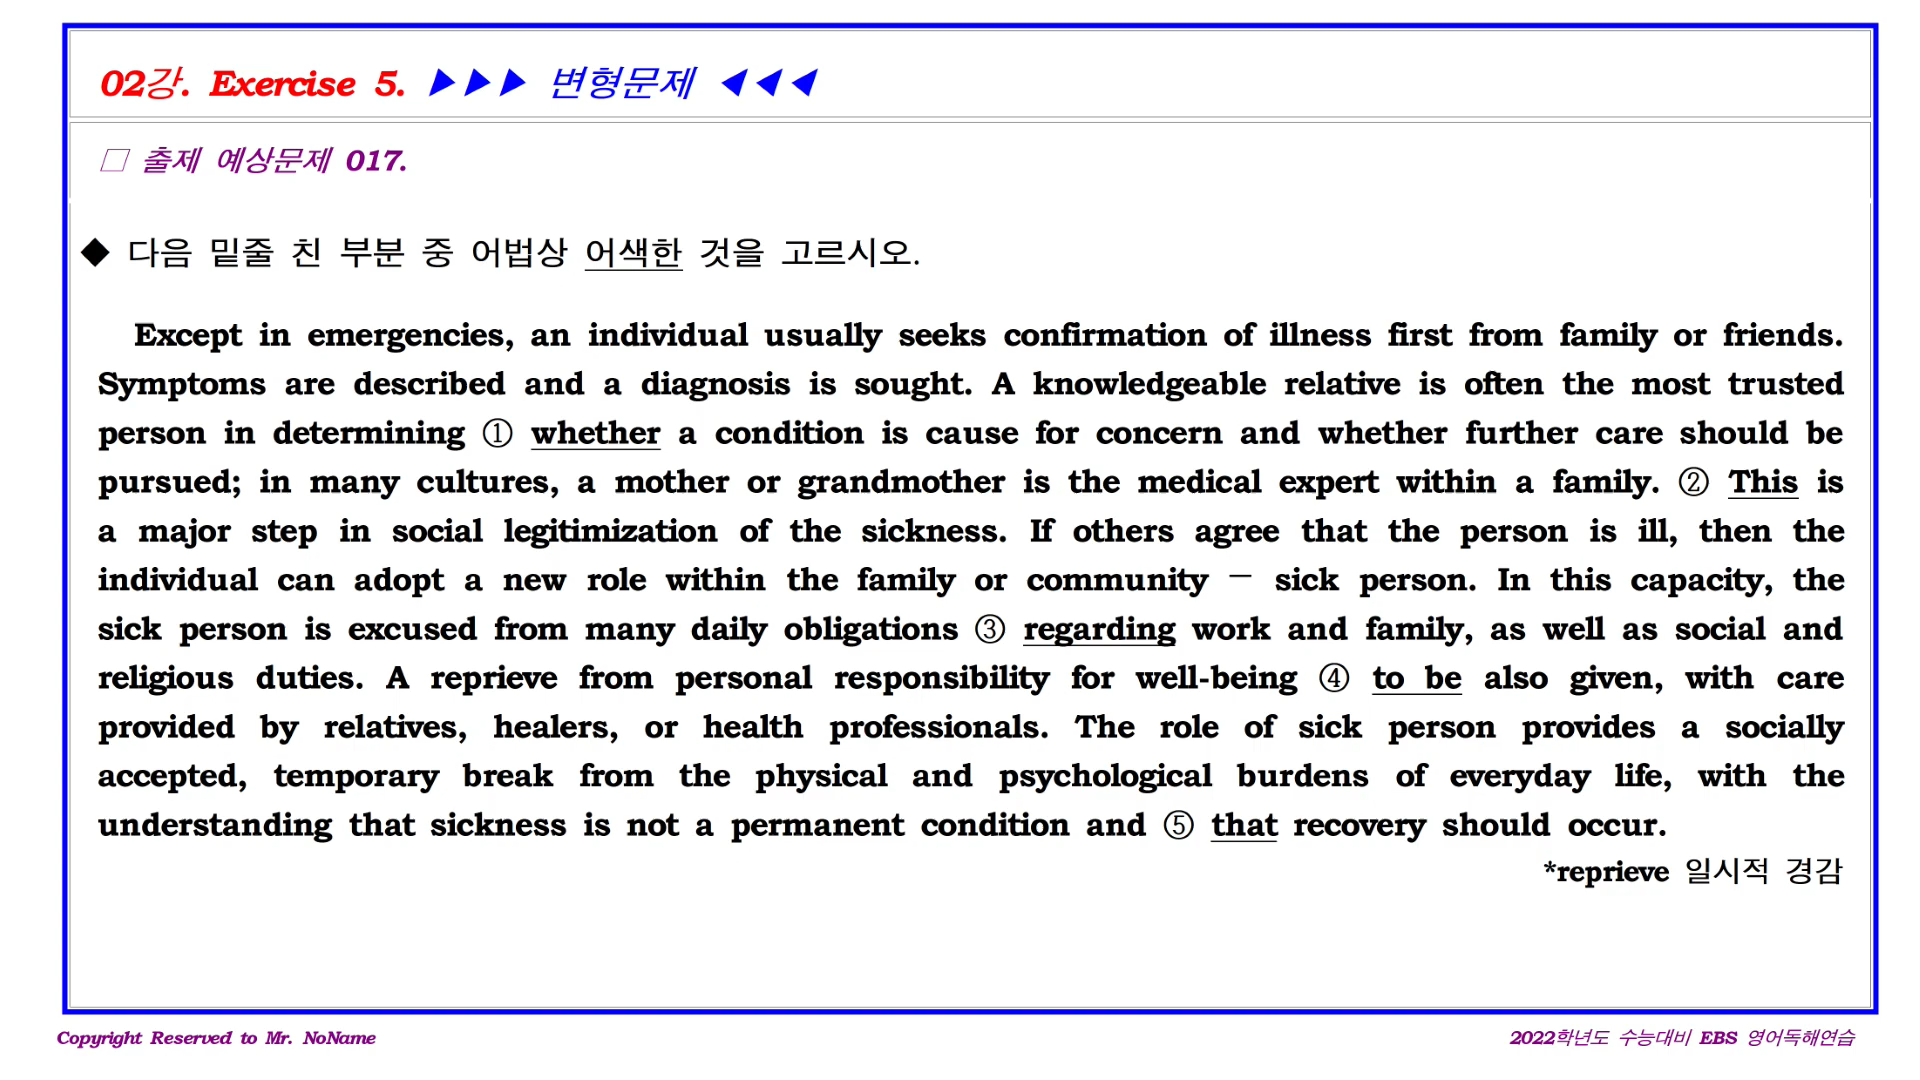 02강. Exercise 5. ▶▶▶ 변형문제 ◀◀◀
□ 출제 예상문제 017.
◆ 다음 밑줄 친 부분 중 어법상 어색한 것을 고르시오.
Except in emergencies, an individual usually seeks confirmation of illness first from family or friends.
Symptoms are described and a diagnosis is sought. A knowledgeable relative is often the most trusted
person in determining ① whether a condition is cause for concern and whether further care should be
pursued; in many cultures, a mother or grandmother is the medical expert within a family. ② This is
a major step in social legitimization of the sickness. If others agree that the person is ill, then the
individual can adopt a new role within the family or community ― sick person. In this capacity, the
sick person is excused from many daily obligations ③ regarding work and family, as well as social and
religious duties. A reprieve from personal responsibility for well-being ④ to be also given, with care
provided by relatives, healers, or health professionals. The role of sick person provides a socially
accepted, temporary break from the physical and psychological burdens of everyday life, with the
understanding that sickness is not a permanent condition and ⑤ that recovery should occur.
*reprieve 일시적 경감
Copyright Reserved to Mr. NoName
2022학년도 수능대비 EBS 영어독해연습